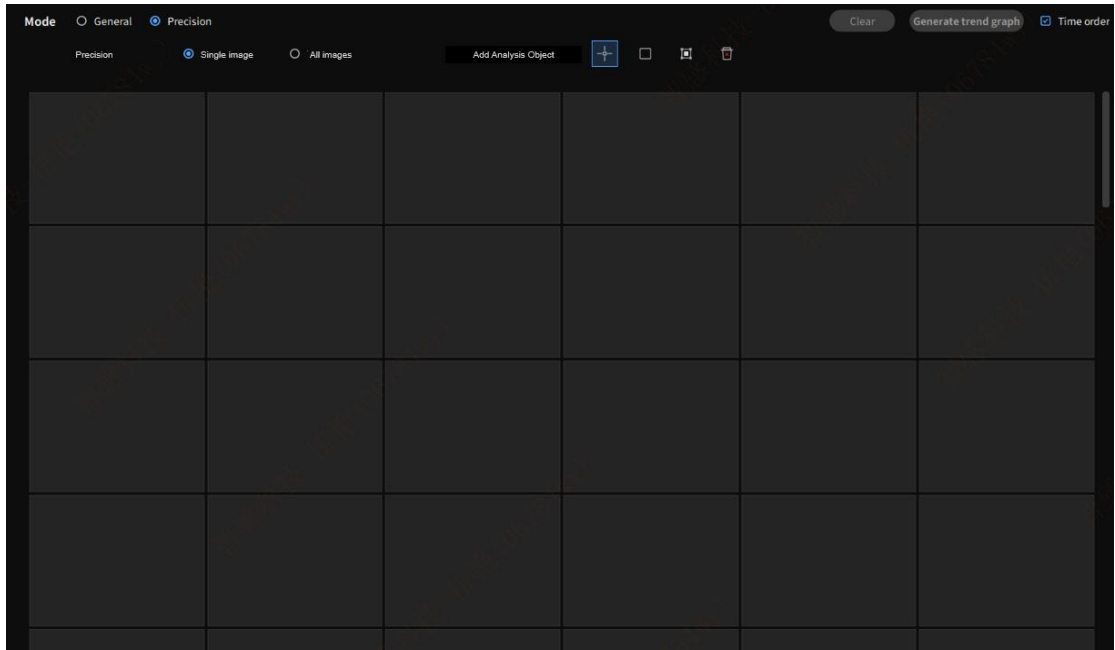 Mode General Precision Clear Generate trend graph Time order
Precision Single image All images Add Analysis Object